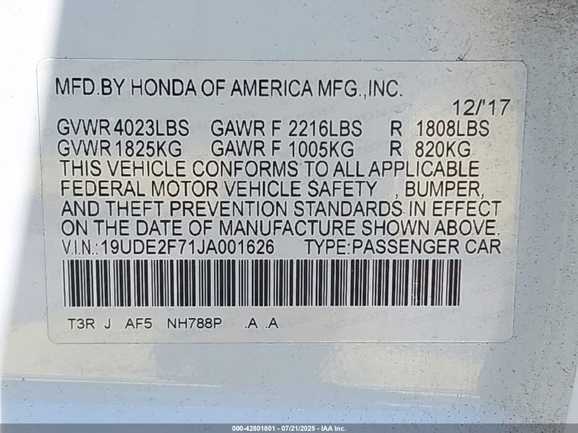 MFD.BY HONDA OF AMERICA MFG.,INC.
12/'17
GVWR 4023LBS GAWR F 2216LBS R 1808LBS
GVWR 1825KG GAWR F 1005KG R 820KG
THIS VEHICLE CONFORMS TO ALL APPLICABLE
FEDERAL MOTOR VEHICLE SAFETY , BUMPER,
AND THEFT PREVENTION STANDARDS IN EFFECT
ON THE DATE OF MANUFACTURE SHOWN ABOVE.
V.I.N.:19UDE2F71JA001626 TYPE:PASSENGER CAR
T3R J AF5 NH788P .A .A
000-42801801 - 07/21/2025 - IAA Inc.